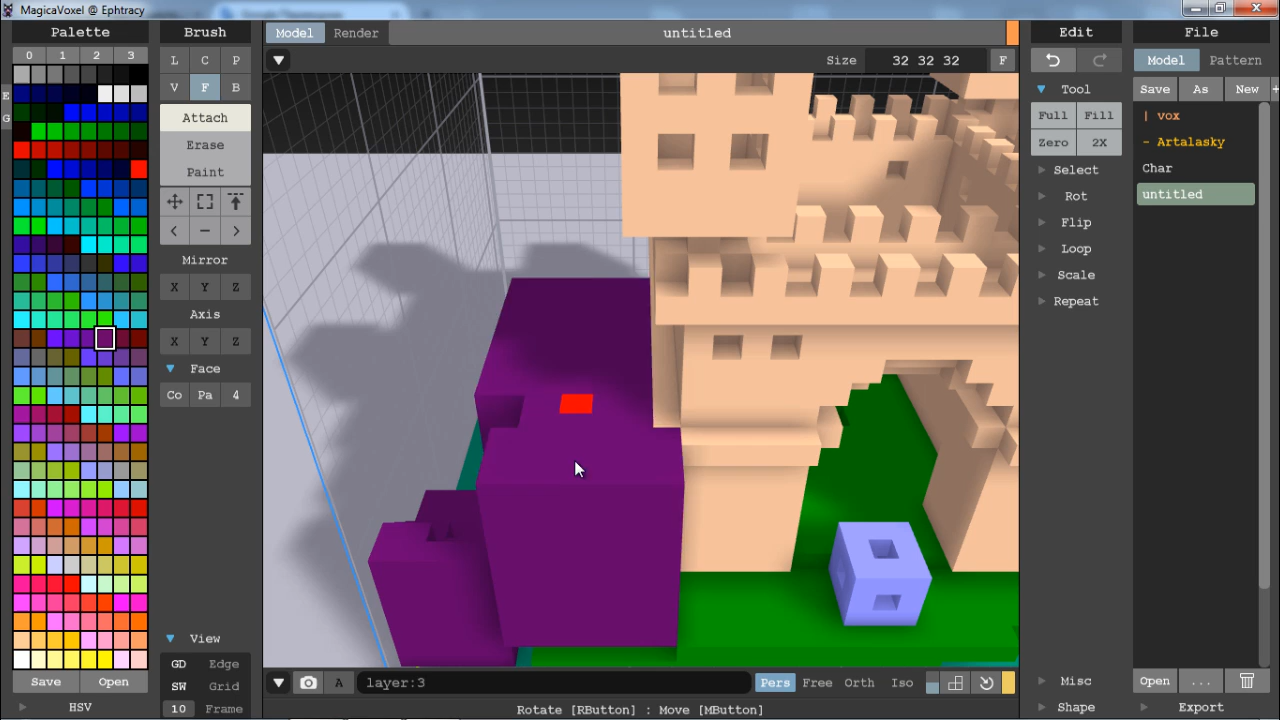 MagicaVoxel @ Ephtracy
Palette
Brush
Model Render untitled
Edit
File
0 1 2 3
L C P
Size 32 32 32 F
Model Pattern
V F B
Tool
Save As New +
E
G
Attach
Full Fill
| vox
Erase
Zero 2X
- Artalasky
Paint
Select
Char
Rot
untitled
< – >
Flip
Mirror
Loop
X Y Z
Scale
Axis
Repeat
X Y Z
Face
Co Pa 4
View
GD Edge
Save Open
A layer:3
Pers Free Orth Iso
SW Grid
Misc
Open ...
HSV
10 Frame
Rotate [RButton] : Move [MButton]
Shape
Export